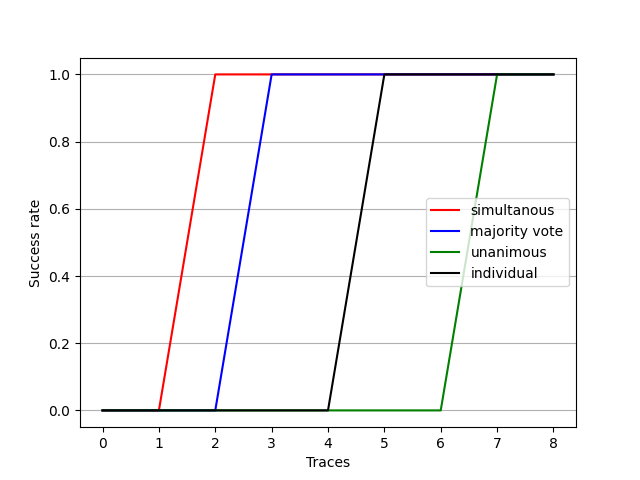 1.0
0.8
0.6
0.4
0.2
0.0
Success rate
simultanous
majority vote
unanimous
individual
0 1 2 3 4 5 6 7 8
Traces